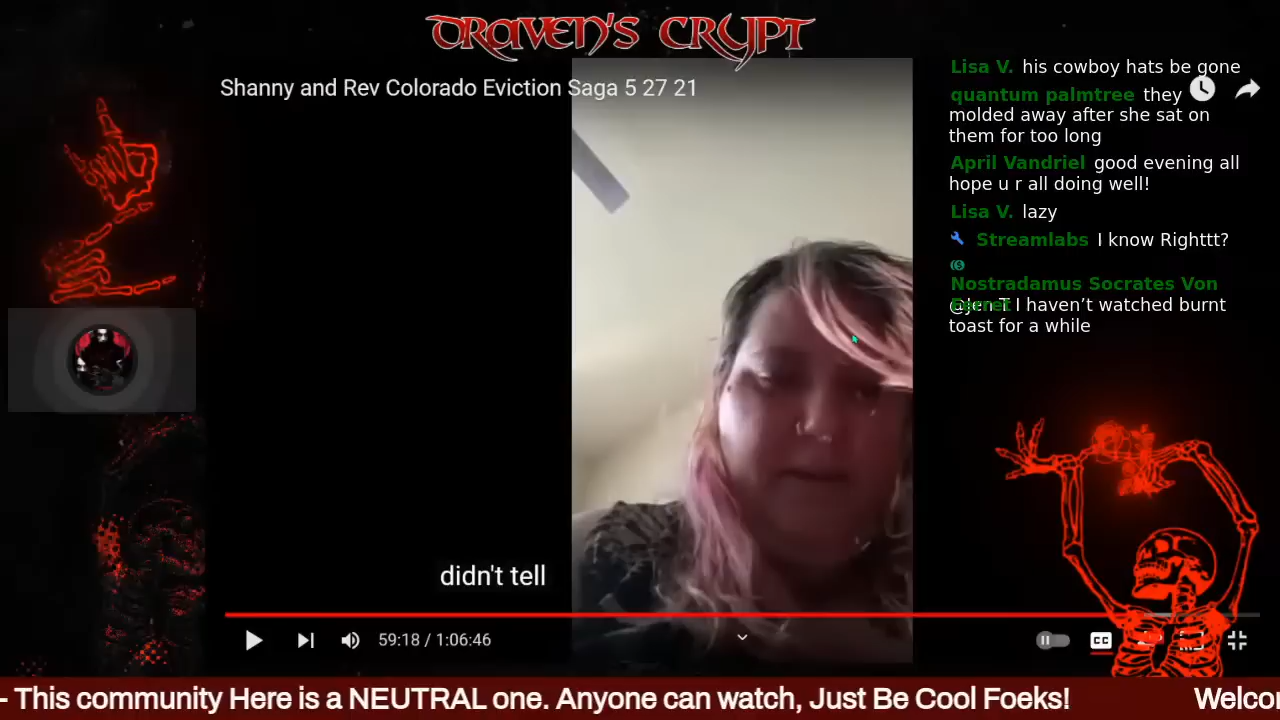 DRAVEN'S CRYPT
Shanny and Rev Colorado Eviction Saga 5 27 21
Lisa V. his cowboy hats be gone
quantum palmtree they
molded away after she sat on
them for too long
April Vandriel good evening all
hope u r all doing well!
Lisa V. lazy
Streamlabs I know Righttt?
Nostradamus Socrates Von
Ferret
@jen T I haven’t watched burnt
toast for a while
didn't tell
59:18 / 1:06:46
CC
- This community Here is a NEUTRAL one. Anyone can watch, Just Be Cool Foeks! Welco